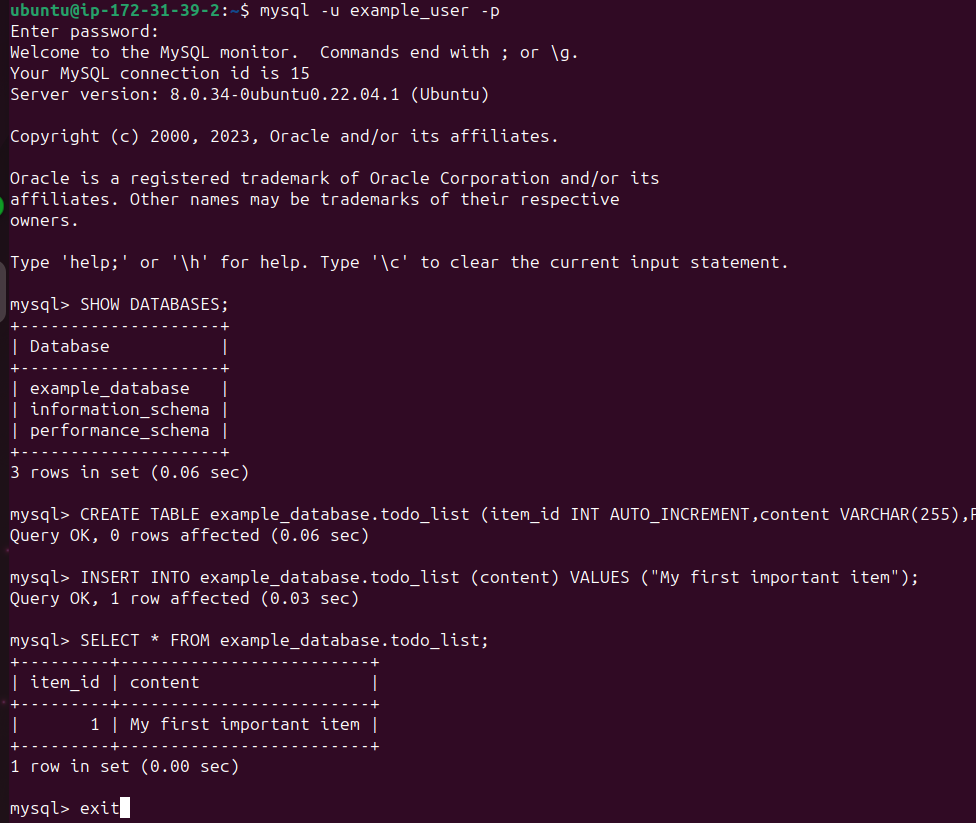 ubuntu@ip-172-31-39-2:~$ mysql -u example_user -p
Enter password:
Welcome to the MySQL monitor.  Commands end with ; or \g.
Your MySQL connection id is 15
Server version: 8.0.34-0ubuntu0.22.04.1 (Ubuntu)

Copyright (c) 2000, 2023, Oracle and/or its affiliates.

Oracle is a registered trademark of Oracle Corporation and/or its
affiliates. Other names may be trademarks of their respective
owners.

Type 'help;' or '\h' for help. Type '\c' to clear the current input statement.

mysql> SHOW DATABASES;
+--------------------+
| Database           |
+--------------------+
| example_database   |
| information_schema |
| performance_schema |
+--------------------+
3 rows in set (0.06 sec)

mysql> CREATE TABLE example_database.todo_list (item_id INT AUTO_INCREMENT,content VARCHAR(255),
Query OK, 0 rows affected (0.06 sec)

mysql> INSERT INTO example_database.todo_list (content) VALUES ("My first important item");
Query OK, 1 row affected (0.03 sec)

mysql> SELECT * FROM example_database.todo_list;
+---------+-------------------------+
| item_id | content                 |
+---------+-------------------------+
|       1 | My first important item |
+---------+-------------------------+
1 row in set (0.00 sec)

mysql> exit